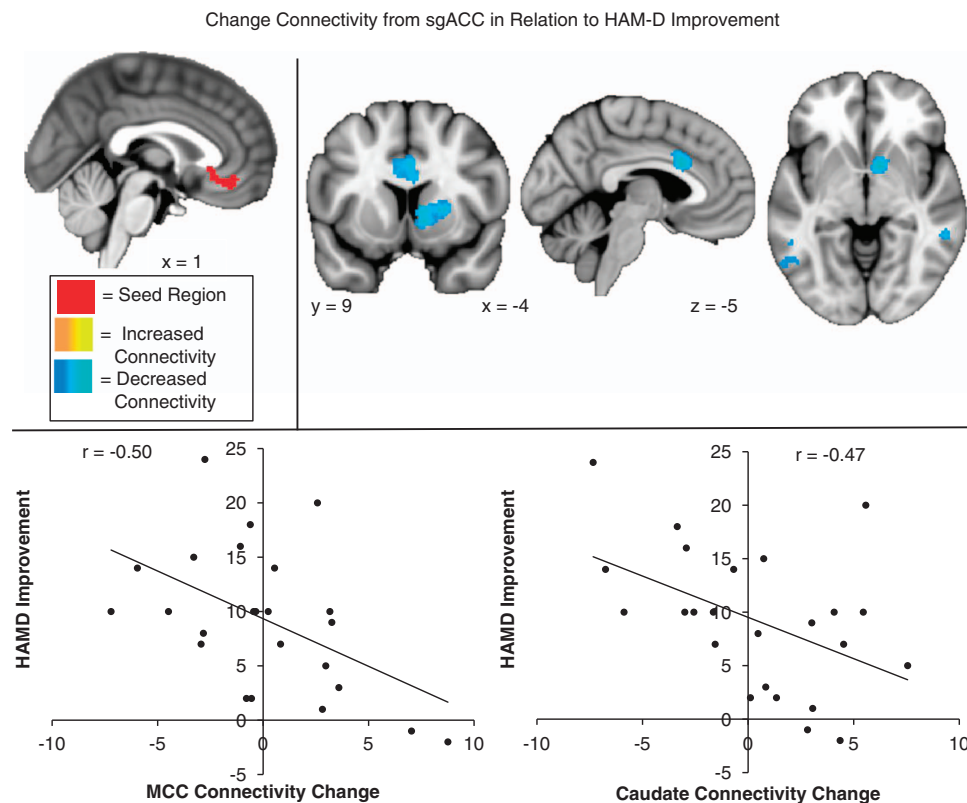 Change Connectivity from sgACC in Relation to HAM-D Improvement
x = 1
= Seed Region
= Increased
Connectivity
= Decreased
Connectivity
y = 9
x = -4
z = -5
r = -0.50
HAMD Improvement
25
20
15
10
5
0
-5
-10
-5
0
5
10
MCC Connectivity Change
r = -0.47
HAMD Improvement
25
20
15
10
5
0
-5
-10
-5
0
5
10
Caudate Connectivity Change